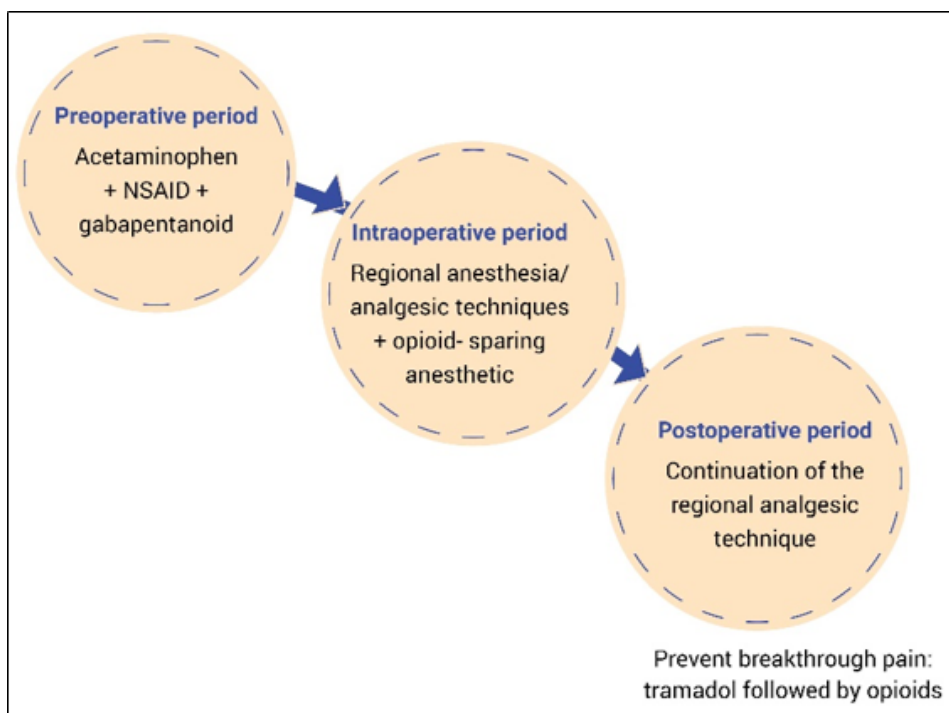 Preoperative period
Acetaminophen
+ NSAID +
gabapentanoid
Intraoperative period
Regional anesthesia/
analgesic techniques
+ opioid- sparing
anesthetic
Postoperative period
Continuation of the
regional analgesic
technique
Prevent breakthrough pain:
tramadol followed by opioids